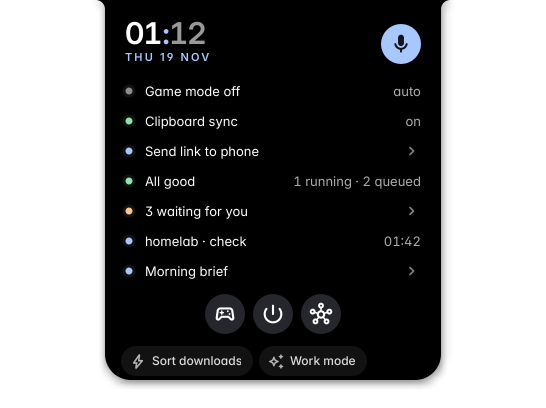 01:12
THU 19 NOV
Game mode off auto
Clipboard sync on
Send link to phone
All good 1 running · 2 queued
3 waiting for you
homelab · check 01:42
Morning brief
Sort downloads Work mode